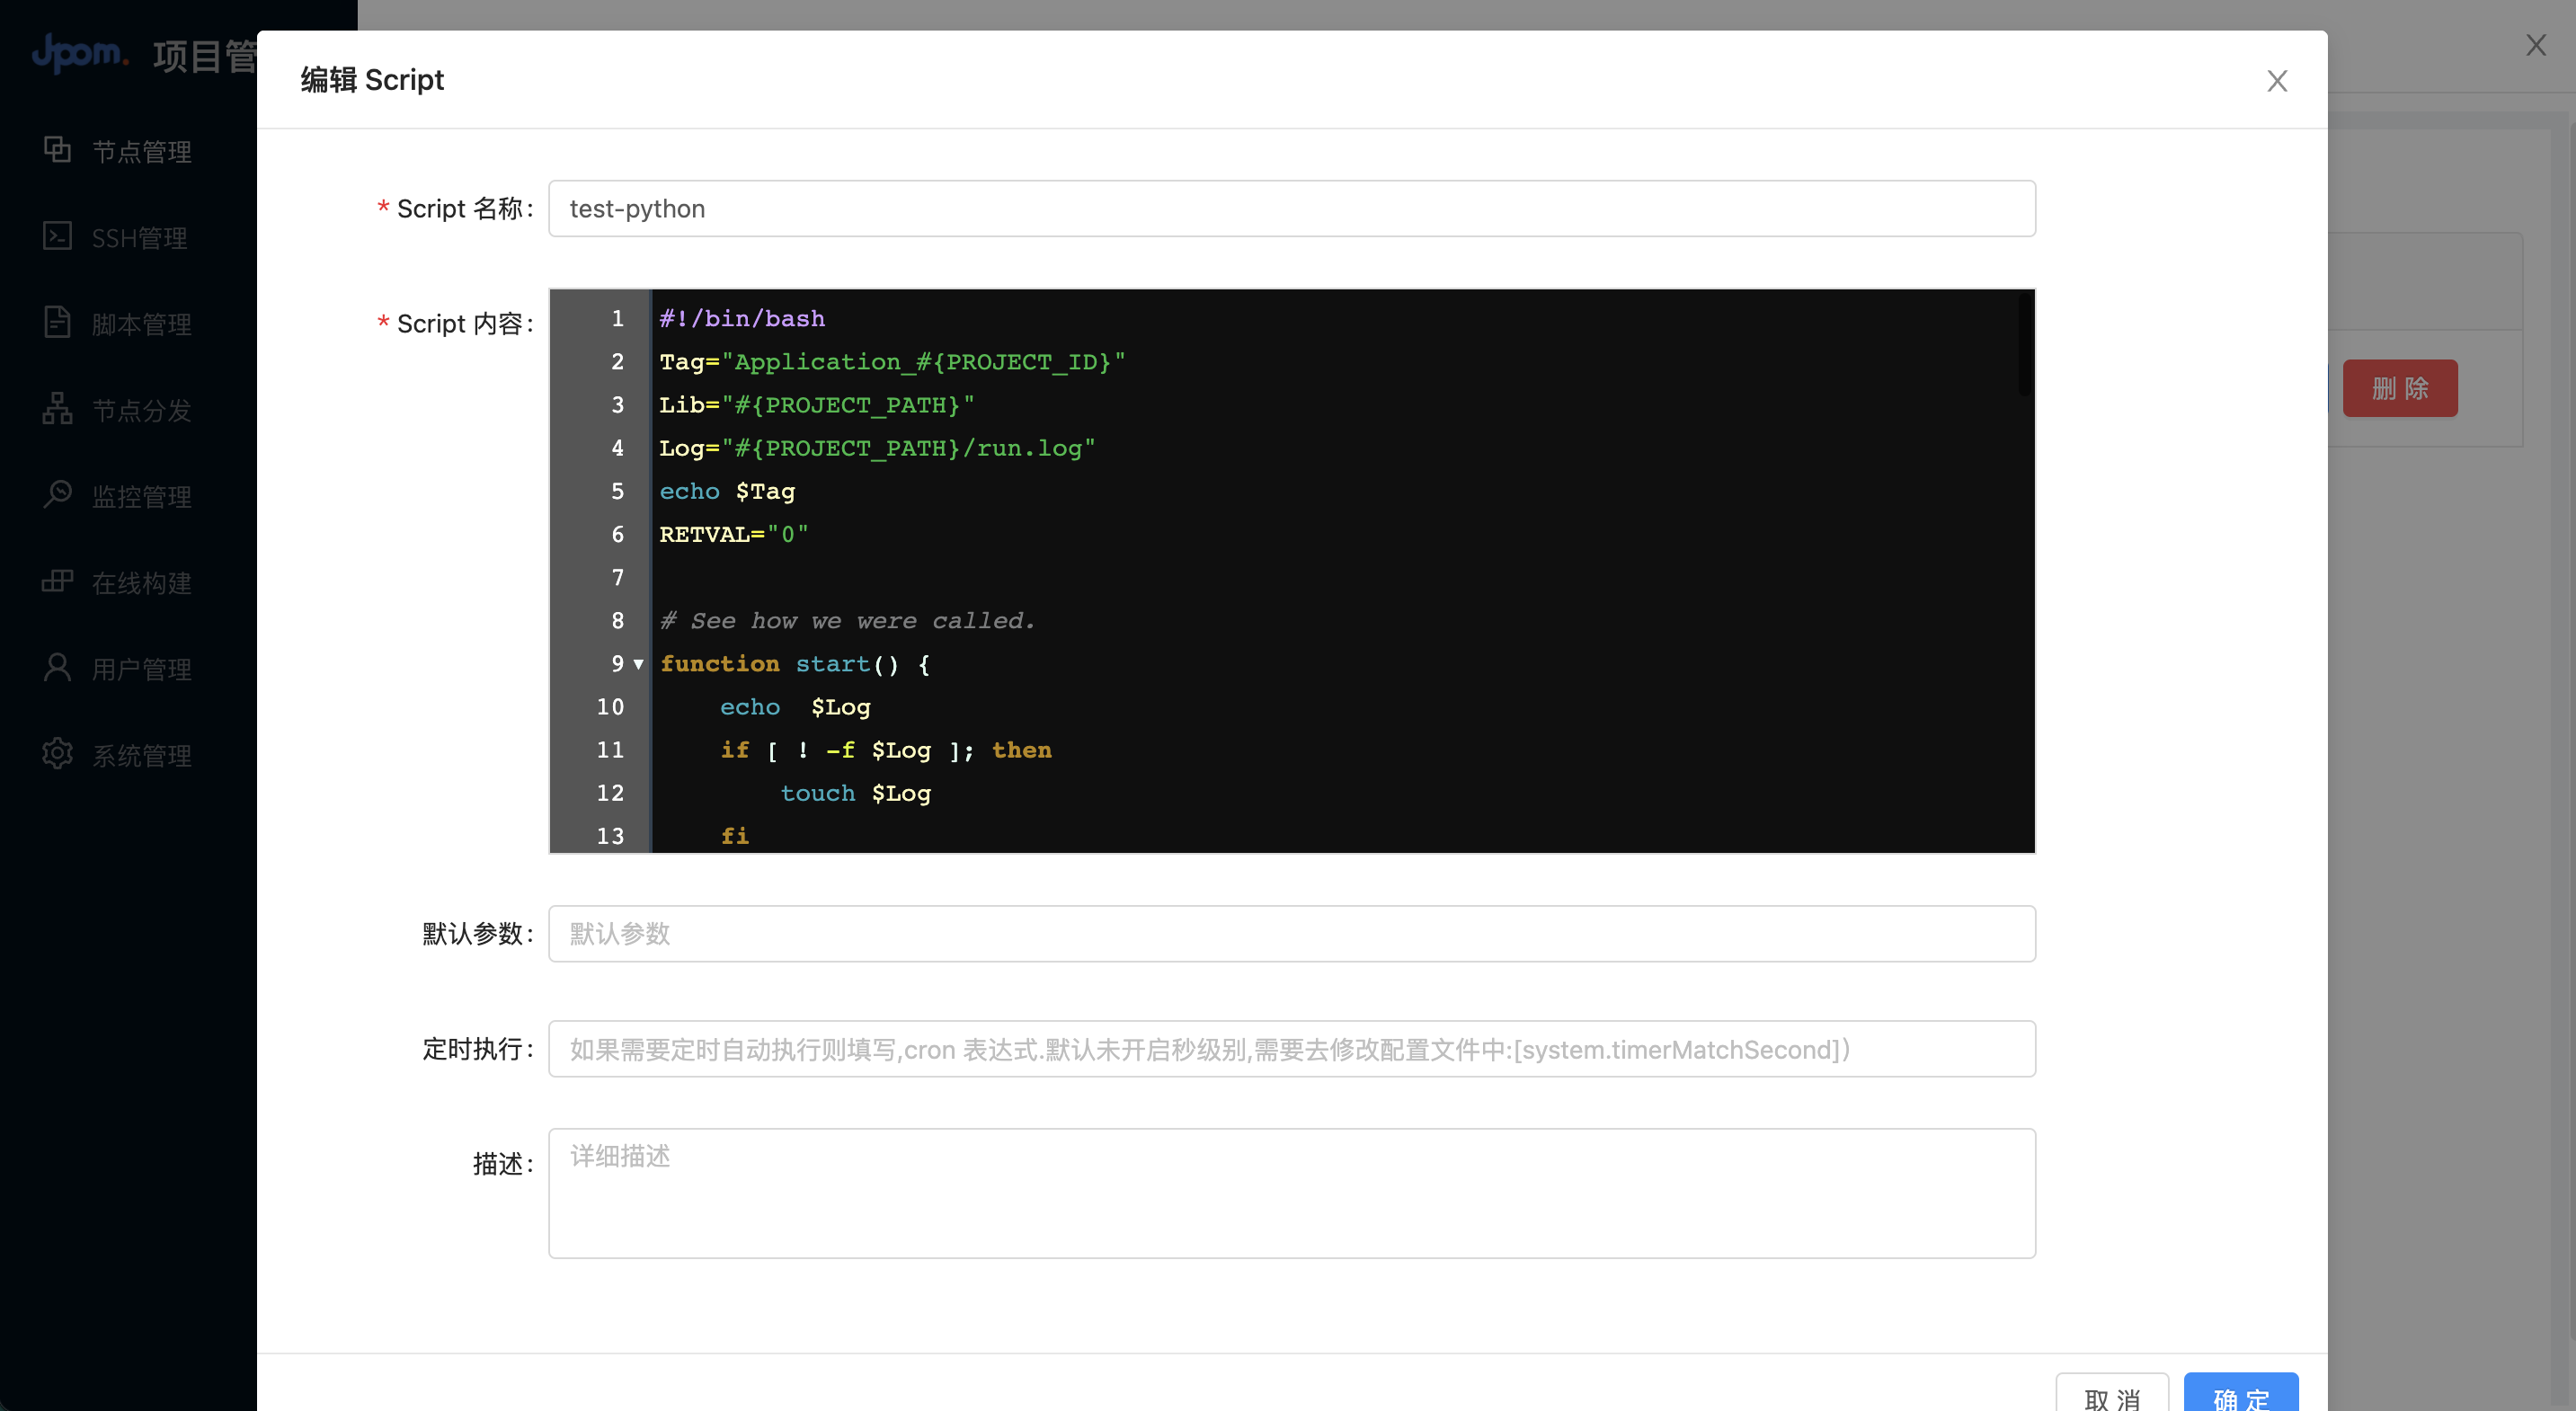 Jpom. 项目管
节点管理
SSH管理
脚本管理
节点分发
监控管理
在线构建
用户管理
系统管理
编辑 Script
* Script 名称:
test-python
* Script 内容:
1 #!/bin/bash
2 Tag="Application_#{PROJECT_ID}"
3 Lib="#{PROJECT_PATH}"
4 Log="#{PROJECT_PATH}/run.log"
5 echo $Tag
6 RETVAL="0"
7
8 # See how we were called.
9 function start() {
10     echo  $Log
11     if [ ! -f $Log ]; then
12         touch $Log
13     fi
默认参数:
默认参数
定时执行:
如果需要定时自动执行则填写,cron 表达式.默认未开启秒级别,需要去修改配置文件中:[system.timerMatchSecond])
描述:
详细描述
取 消
确 定
删 除